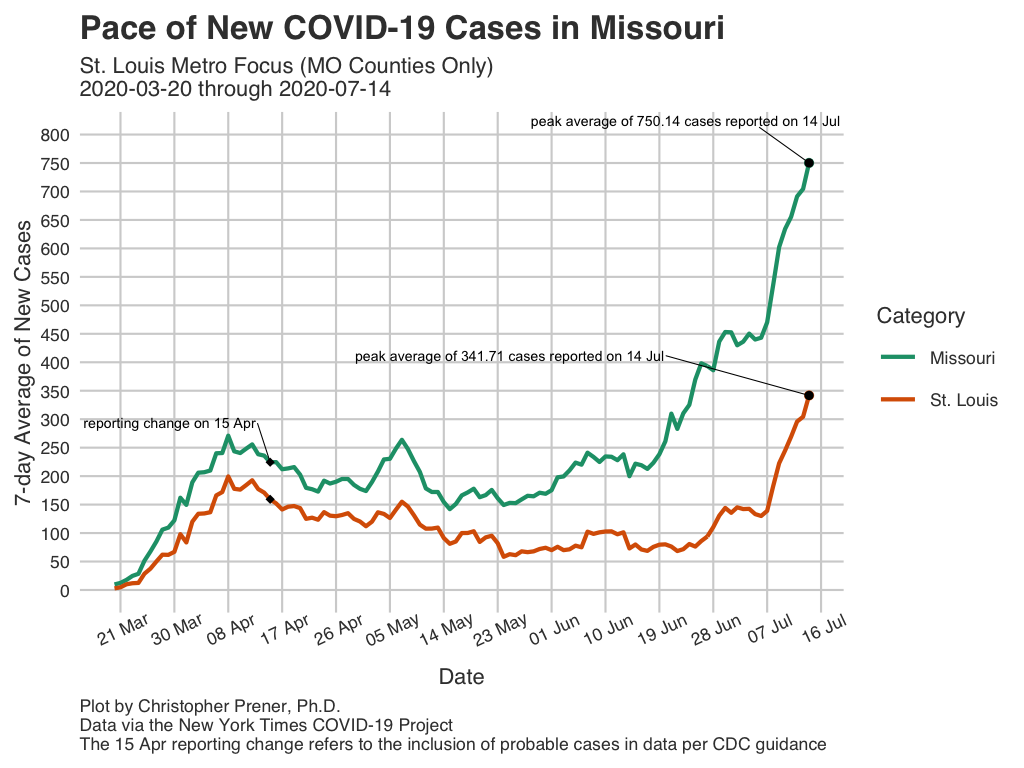 Pace of New COVID-19 Cases in Missouri
St. Louis Metro Focus (MO Counties Only)
2020-03-20 through 2020-07-14
peak average of 750.14 cases reported on 14 Jul
800
750
700
650
600
550
500
450
400
350
300
250
200
150
100
50
0
7-day Average of New Cases
peak average of 341.71 cases reported on 14 Jul
reporting change on 15 Apr
Category
Missouri
St. Louis
21 Mar
30 Mar
08 Apr
17 Apr
26 Apr
05 May
14 May
23 May
01 Jun
10 Jun
19 Jun
28 Jun
07 Jul
16 Jul
Date
Plot by Christopher Prener, Ph.D.
Data via the New York Times COVID-19 Project
The 15 Apr reporting change refers to the inclusion of probable cases in data per CDC guidance